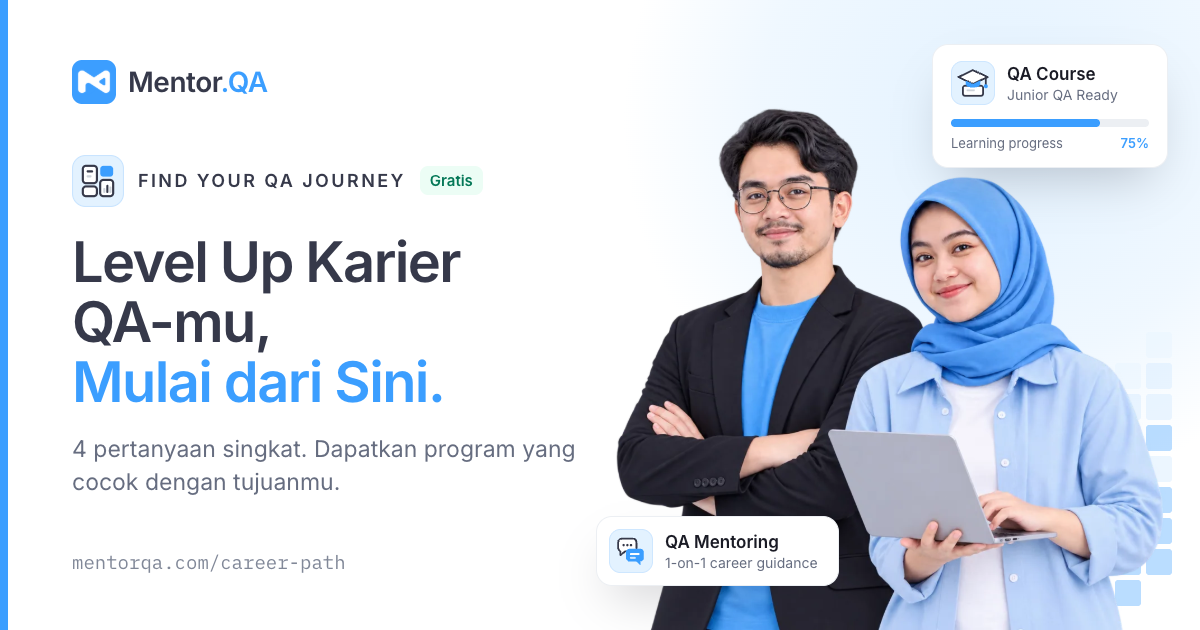 Mentor.QA
FIND YOUR QA JOURNEY
Gratis
Level Up Karier
QA-mu,
Mulai dari Sini.
4 pertanyaan singkat. Dapatkan program yang
cocok dengan tujuanmu.
mentorqa.com/career-path
QA Course
Junior QA Ready
Learning progress
75%
QA Mentoring
1-on-1 career guidance